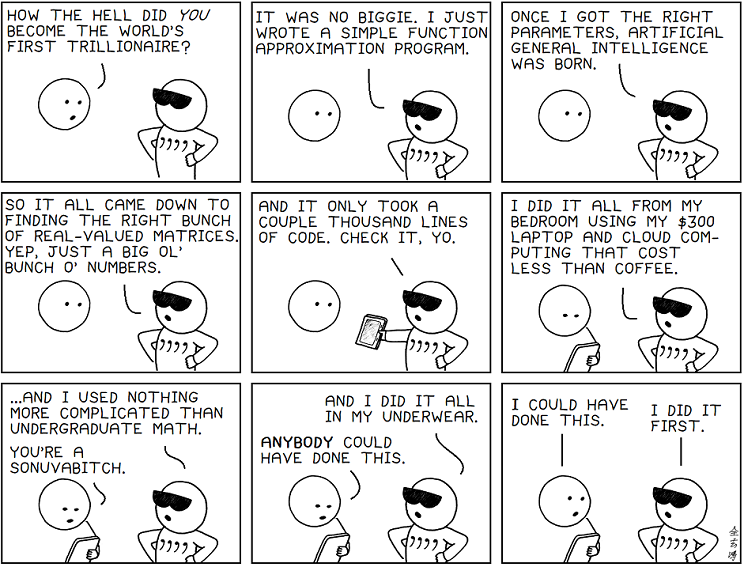 HOW THE HELL DID YOU
BECOME THE WORLD'S
FIRST TRILLIONAIRE?
IT WAS NO BIGGIE. I JUST
WROTE A SIMPLE FUNCTION
APPROXIMATION PROGRAM.
ONCE I GOT THE RIGHT
PARAMETERS, ARTIFICIAL
GENERAL INTELLIGENCE
WAS BORN.
SO IT ALL CAME DOWN TO
FINDING THE RIGHT BUNCH
OF REAL-VALUED MATRICES.
YEP, JUST A BIG OL'
BUNCH O' NUMBERS.
AND IT ONLY TOOK A
COUPLE THOUSAND LINES
OF CODE. CHECK IT, YO.
I DID IT ALL FROM MY
BEDROOM USING MY $300
LAPTOP AND CLOUD COM-
PUTING THAT COST
LESS THAN COFFEE.
...AND I USED NOTHING
MORE COMPLICATED THAN
UNDERGRADUATE MATH.
YOU'RE A
SONUVABITCH.
AND I DID IT ALL
IN MY UNDERWEAR.
ANYBODY COULD
HAVE DONE THIS.
I COULD HAVE
DONE THIS.
I DID IT
FIRST.